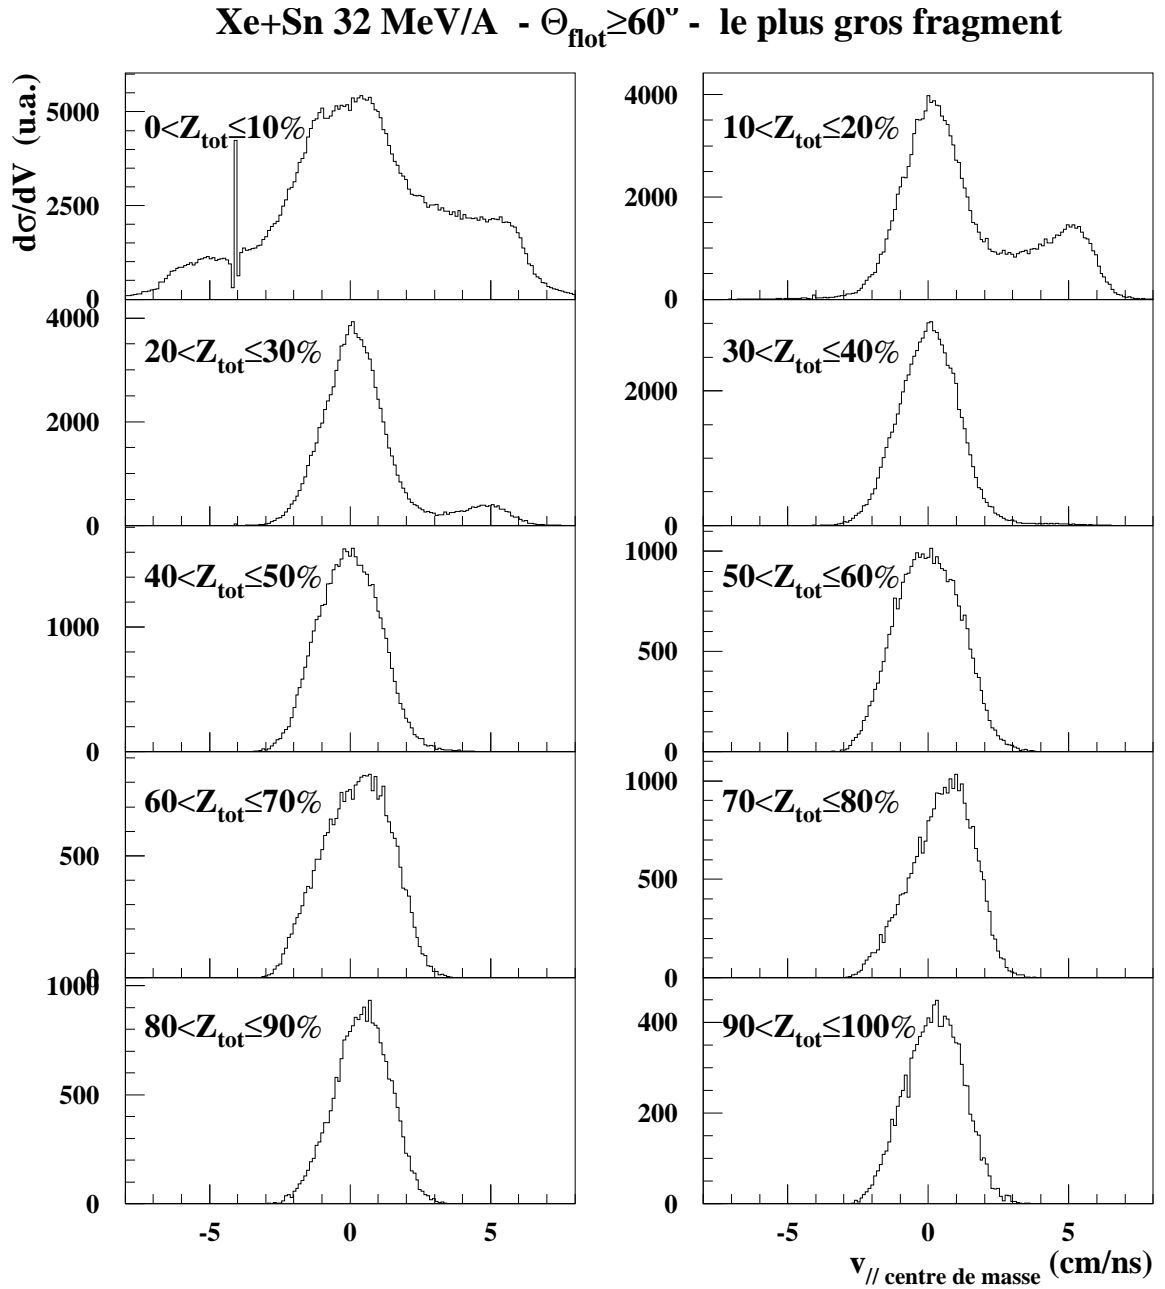 Xe+Sn 32 MeV/A - Θflot≥60° - le plus gros fragment
dσ/dV (u.a.)
0<Ztot≤10%
5000
2500
0
10<Ztot≤20%
4000
2000
0
20<Ztot≤30%
4000
2000
0
30<Ztot≤40%
2000
0
40<Ztot≤50%
1000
0
50<Ztot≤60%
1000
500
0
60<Ztot≤70%
500
0
70<Ztot≤80%
1000
500
0
80<Ztot≤90%
1000
500
0
-5 0 5
90<Ztot≤100%
400
200
0
-5 0 5
v// centre de masse (cm/ns)